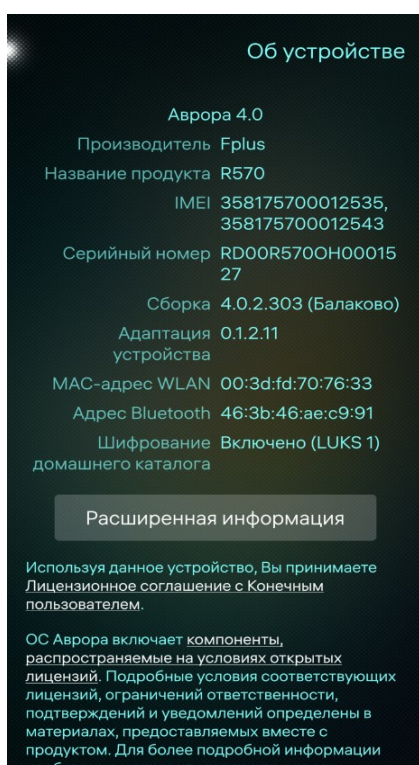 Об устройстве
Аврора 4.0
Производитель Fplus
Название продукта R570
IMEI 358175700012535,
358175700012543
Серийный номер RD00R570OH00015
27
Сборка 4.0.2.303 (Балаково)
Адаптация 0.1.2.11
устройства
MAC-адрес WLAN 00:3d:fd:70:76:33
Адрес Bluetooth 46:3b:46:ae:c9:91
Шифрование Включено (LUKS 1)
домашнего каталога
Расширенная информация
Используя данное устройство, Вы принимаете
Лицензионное соглашение с Конечным
пользователем.
ОС Аврора включает компоненты,
распространяемые на условиях открытых
лицензий. Подробные условия соответствующих
лицензий, ограничений ответственности,
подтверждений и уведомлений определены в
материалах, предоставляемых вместе с
продуктом. Для более подробной информации